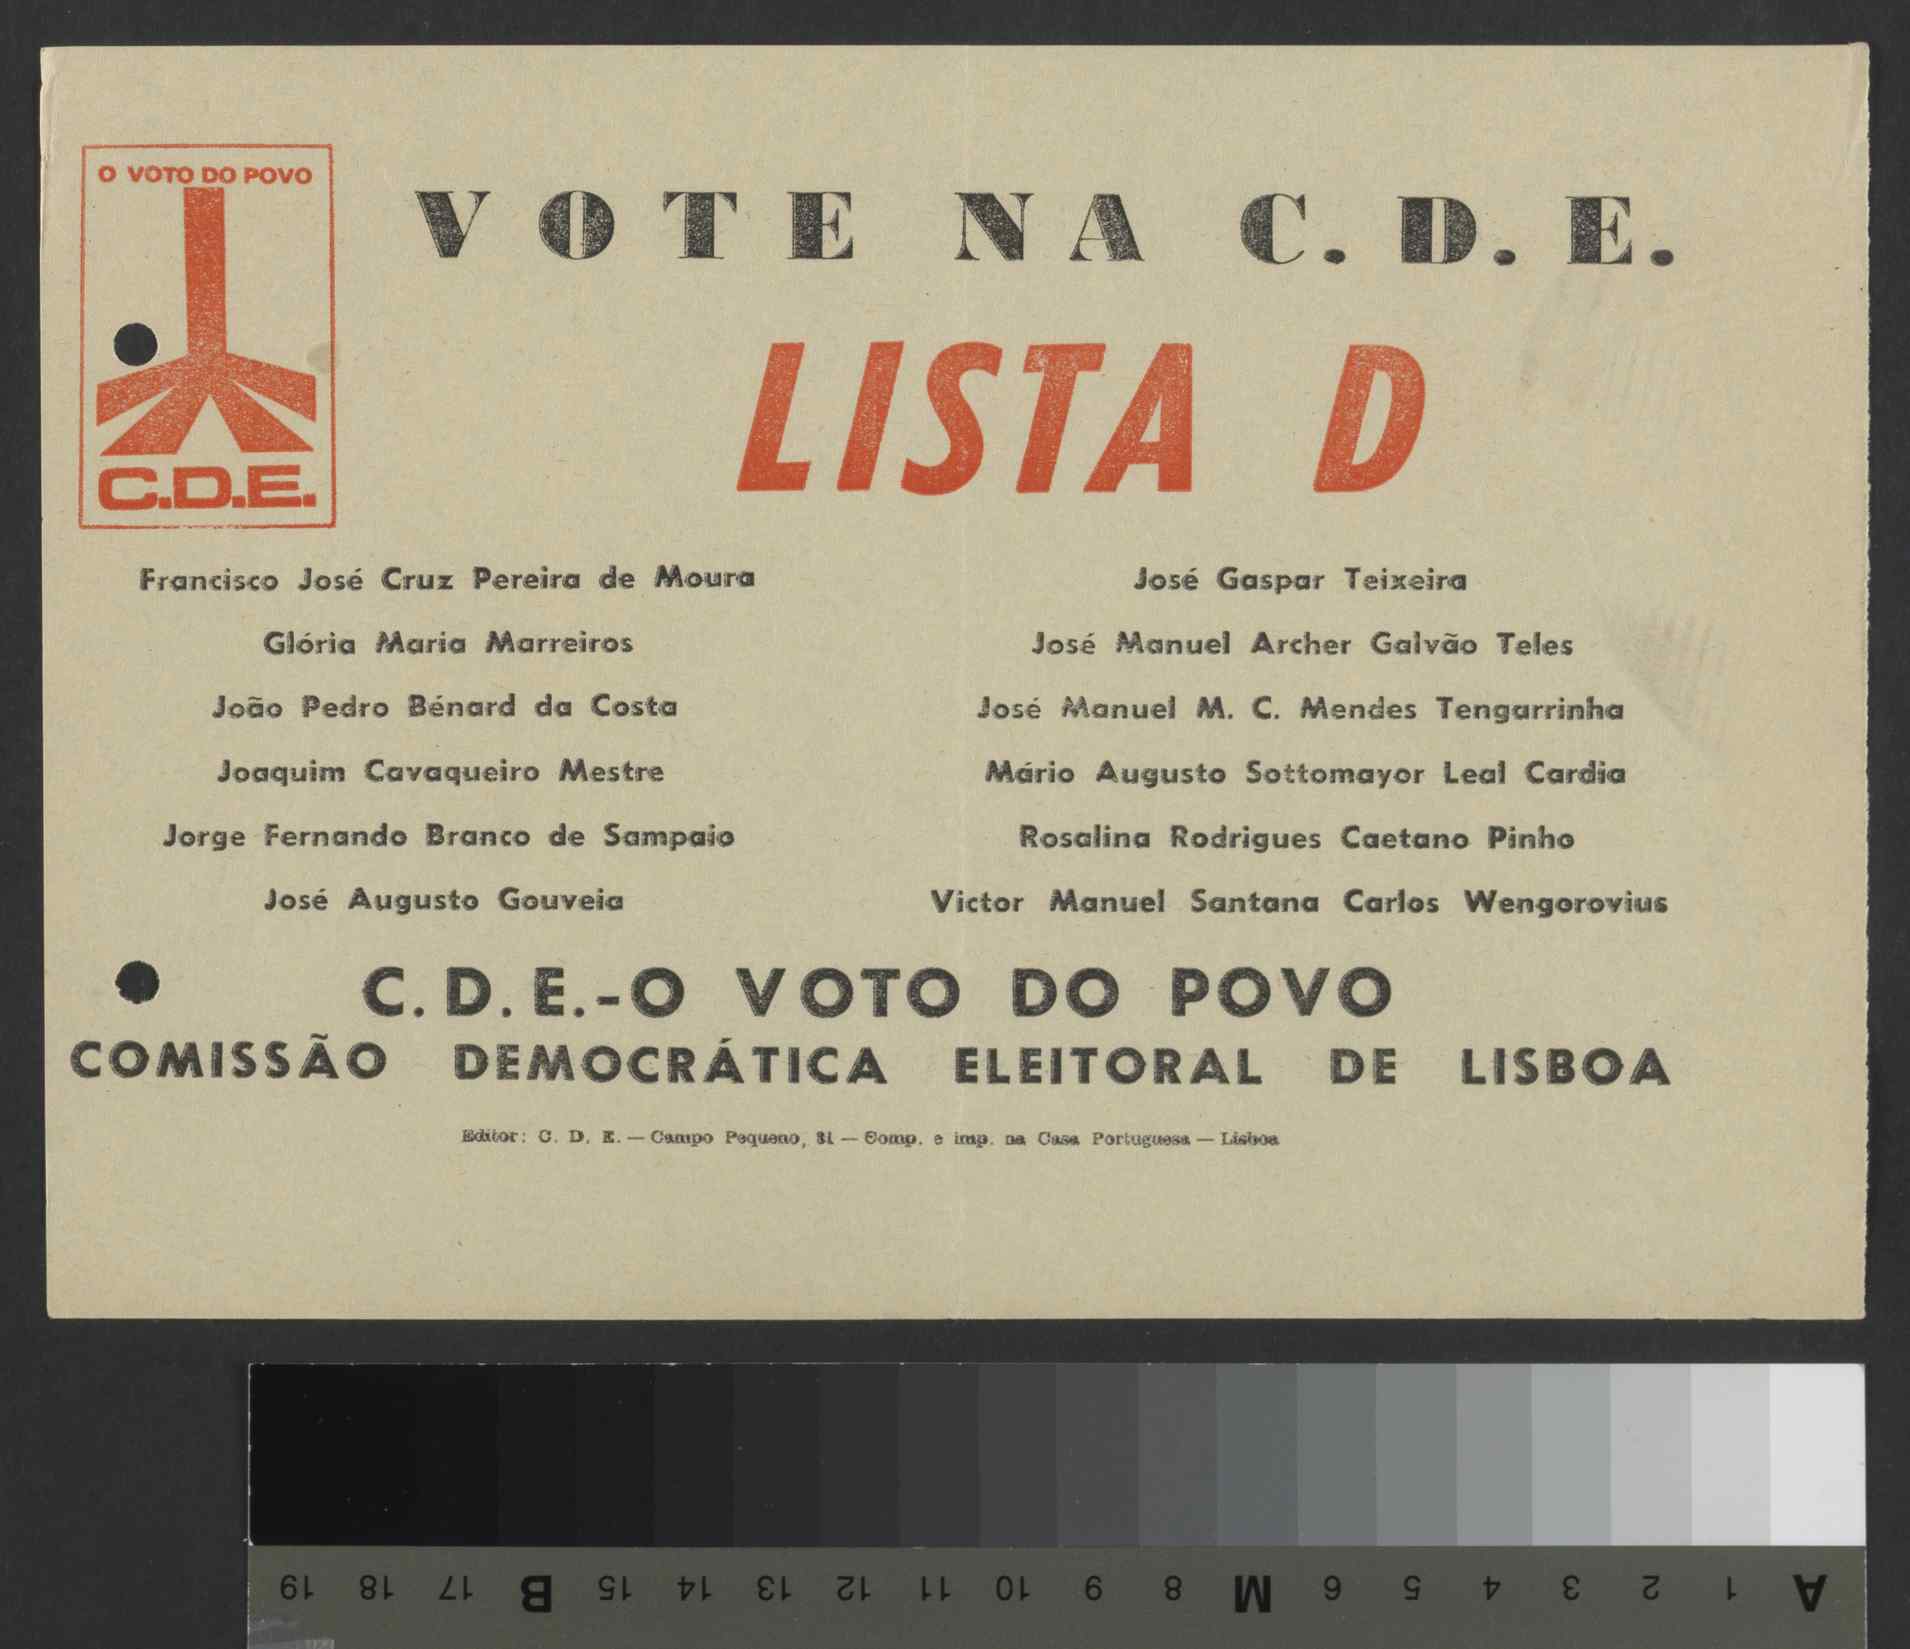 O VOTO DO POVO
C.D.E.
VOTE NA C.D.E.
LISTA D
Francisco José Cruz Pereira de Moura
Glória Maria Marreiros
João Pedro Bénard da Costa
Joaquim Cavaqueiro Mestre
Jorge Fernando Branco de Sampaio
José Augusto Gouveia
José Gaspar Teixeira
José Manuel Archer Galvão Teles
José Manuel M. C. Mendes Tengarrinha
Mário Augusto Sottomayor Leal Cardia
Rosalina Rodrigues Caetano Pinho
Victor Manuel Santana Carlos Wengorovius
C.D.E.-O VOTO DO POVO
COMISSÃO DEMOCRÁTICA ELEITORAL DE LISBOA
Editor: C. D. E. — Campo Pequeno, — Comp. e imp. na Casa Portuguesa — Lisboa
A 1 2 3 4 5 6 M 8 9 10 11 12 13 14 15 B 17 18 19